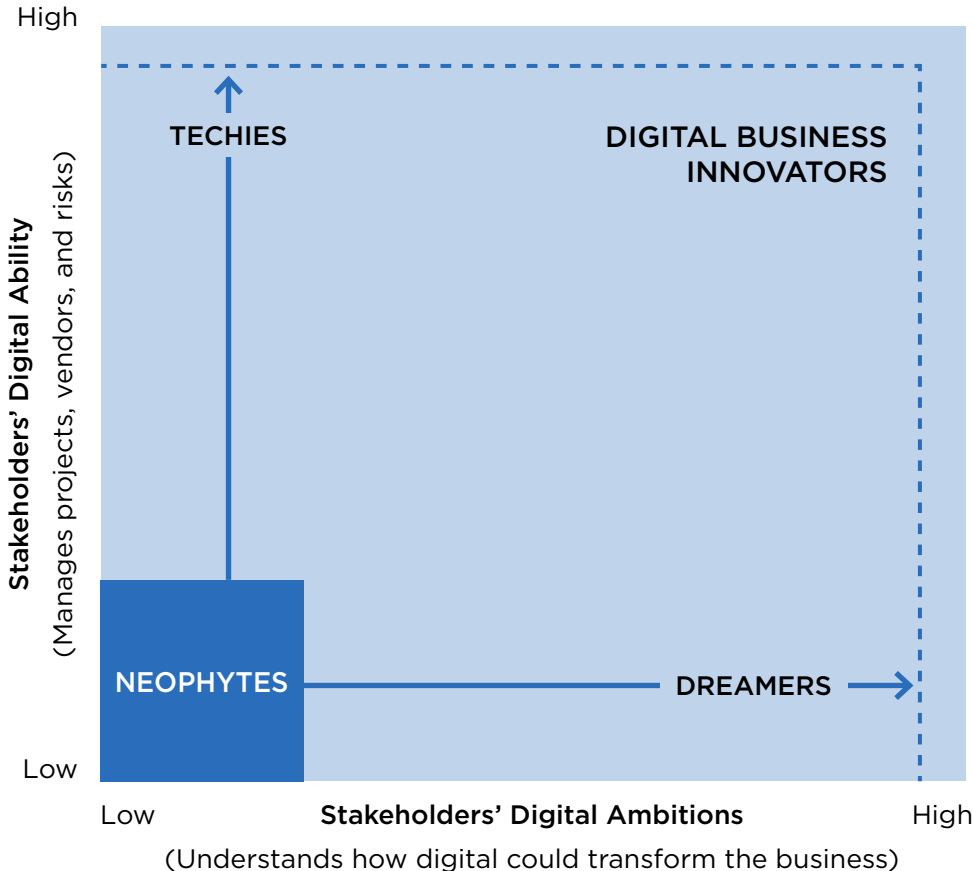 High
TECHIES
DIGITAL BUSINESS
INNOVATORS
Stakeholders’ Digital Ability
(Manages projects, vendors, and risks)
NEOPHYTES
DREAMERS
Low
Low
Stakeholders’ Digital Ambitions
High
(Understands how digital could transform the business)